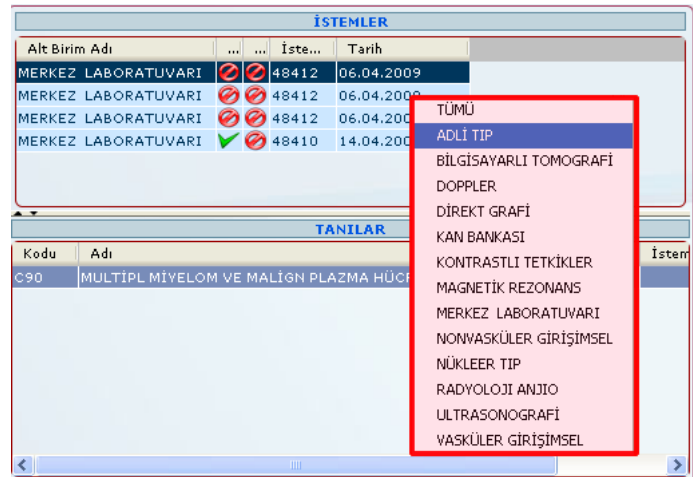 İSTEMLER
Alt Birim Adı ... ... İste... Tarih
MERKEZ LABORATUVARI 48412 06.04.2009
MERKEZ LABORATUVARI 48412 06.04.2009
MERKEZ LABORATUVARI 48412 06.04.200
MERKEZ LABORATUVARI 48410 14.04.200
TÜMÜ
ADLİ TIP
BİLGİSAYARLI TOMOGRAFİ
DOPPLER
DİREKT GRAFİ
KAN BANKASI
KONTRASTLI TETKİKLER
MAGNETİK REZONANS
MERKEZ LABORATUVARI
NONVASKÜLER GİRİŞİMSEL
NÜKLEER TIP
RADYOLOJI ANJIO
ULTRASONOGRAFİ
VASKÜLER GİRİŞİMSEL
TANILAR
Kodu Adı İstem
C90 MULTİPL MİYELOM VE MALİGN PLAZMA HÜCR